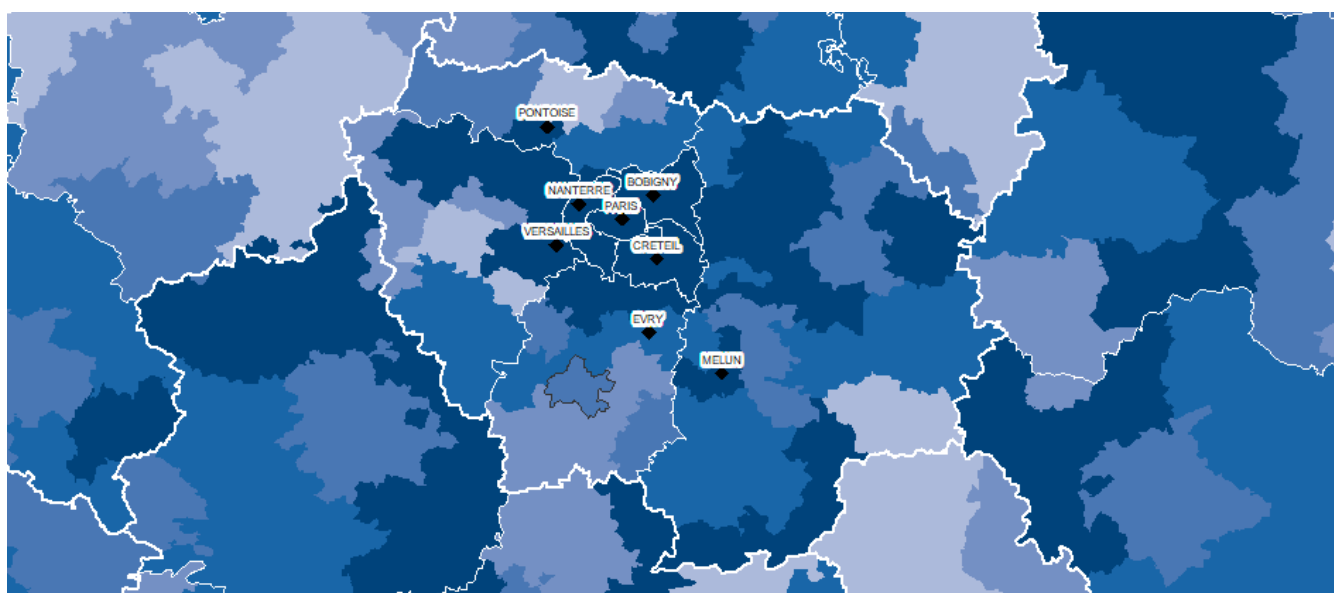 PONTOISE
NANTERRE
BOBIGNY
PARIS
VERSAILLES
CRETEIL
EVRY
MELUN